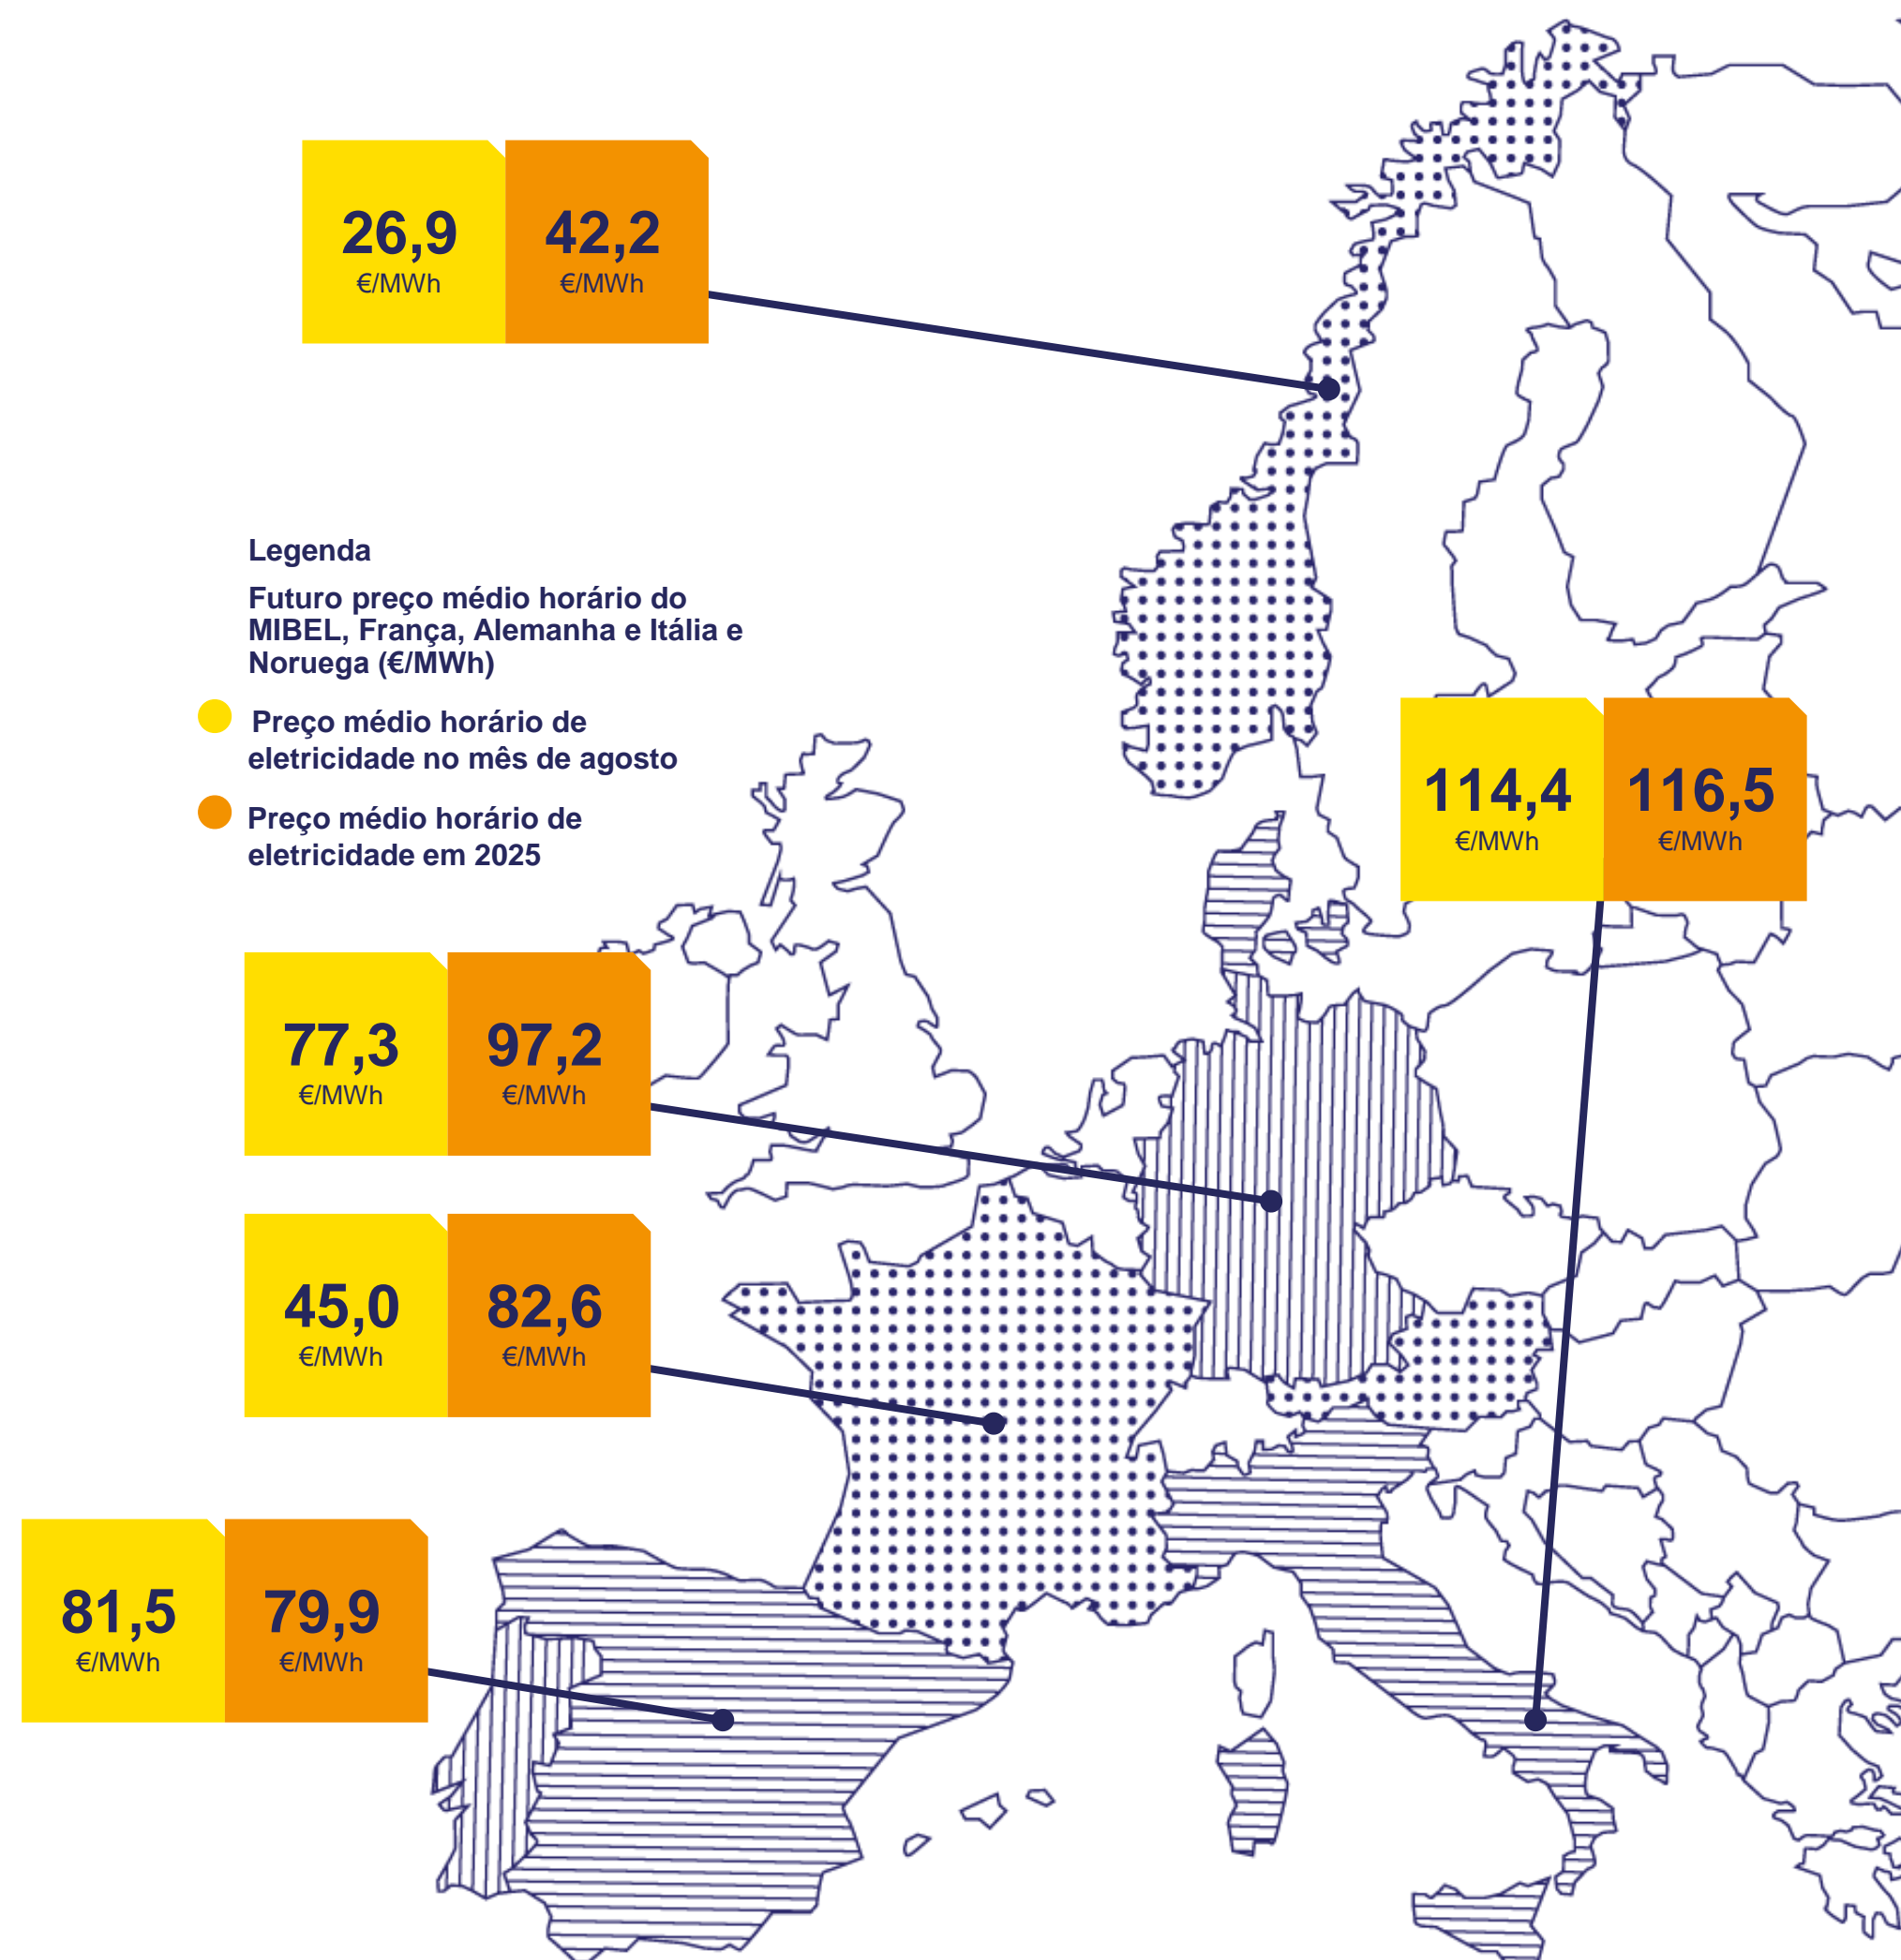 26,9
€/MWh
42,2
€/MWh
Legenda
Futuro preço médio horário do
MIBEL, França, Alemanha e Itália e
Noruega (€/MWh)
Preço médio horário de
eletricidade no mês de agosto
Preço médio horário de
eletricidade em 2025
114,4
€/MWh
116,5
€/MWh
77,3
€/MWh
97,2
€/MWh
45,0
€/MWh
82,6
€/MWh
81,5
€/MWh
79,9
€/MWh